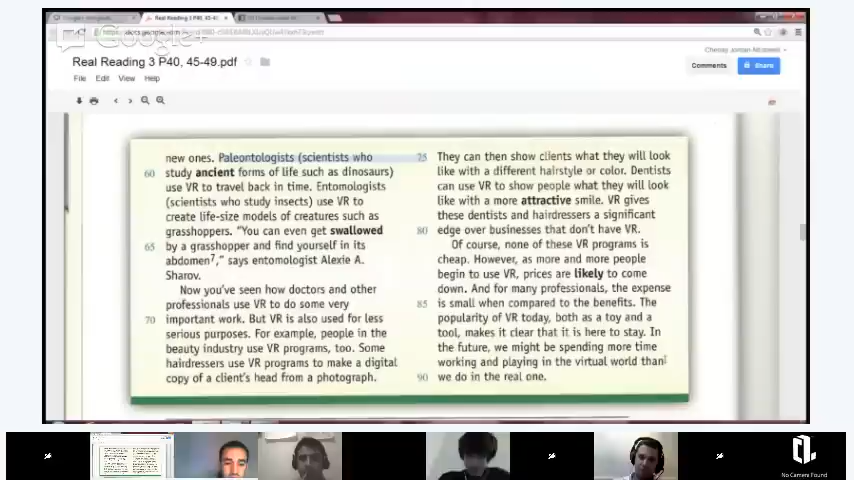 Real Reading 3 P40, 45-49.pdf
Google+
Real Reading 3 P40, 45-49.pdf
File Edit View Help
Comments
Share
new ones. Paleontologists (scientists who
60 study ancient forms of life such as dinosaurs)
use VR to travel back in time. Entomologists
(scientists who study insects) use VR to
create life-size models of creatures such as
grasshoppers. "You can even get swallowed
65 by a grasshopper and find yourself in its
abdomen7," says entomologist Alexie A.
Sharov.
Now you've seen how doctors and other
professionals use VR to do some very
70 important work. But VR is also used for less
serious purposes. For example, people in the
beauty industry use VR programs, too. Some
hairdressers use VR programs to make a digital
copy of a client's head from a photograph.
75 They can then show clients what they will look
like with a different hairstyle or color. Dentists
can use VR to show people what they will look
like with a more attractive smile. VR gives
these dentists and hairdressers a significant
80 edge over businesses that don't have VR.
Of course, none of these VR programs is
cheap. However, as more and more people
begin to use VR, prices are likely to come
down. And for many professionals, the expense
85 is small when compared to the benefits. The
popularity of VR today, both as a toy and a
tool, makes it clear that it is here to stay. In
the future, we might be spending more time
working and playing in the virtual world than
90 we do in the real one.
No Camera Found